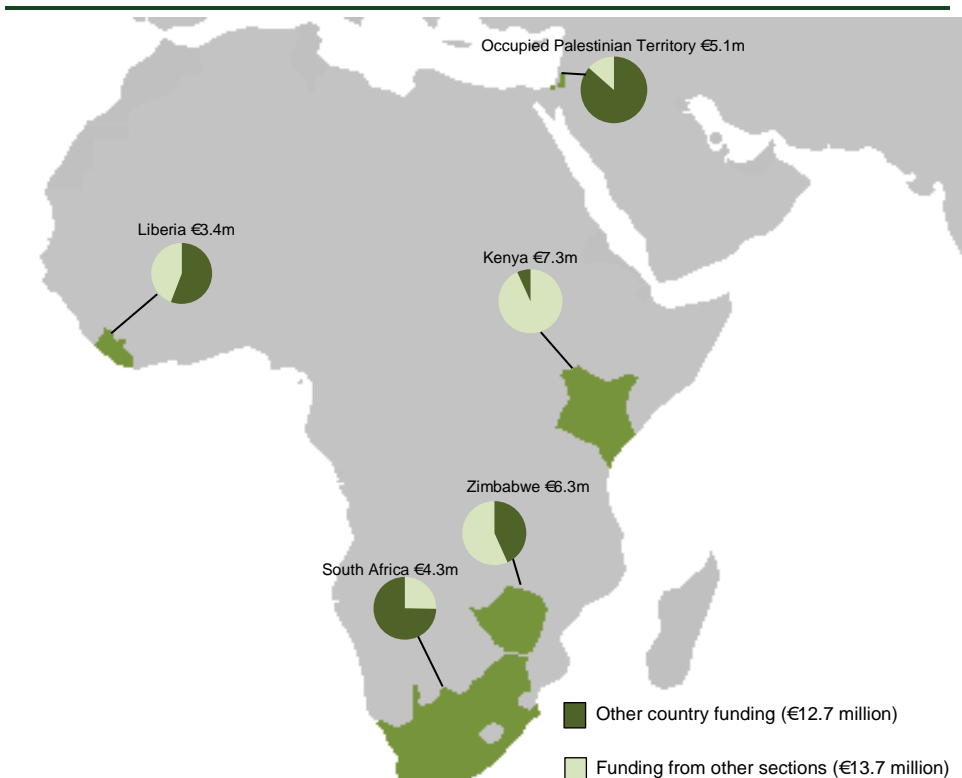 Occupied Palestinian Territory €5.1m
Liberia €3.4m
Kenya €7.3m
Zimbabwe €6.3m
South Africa €4.3m
Other country funding (€12.7 million)
Funding from other sections (€13.7 million)